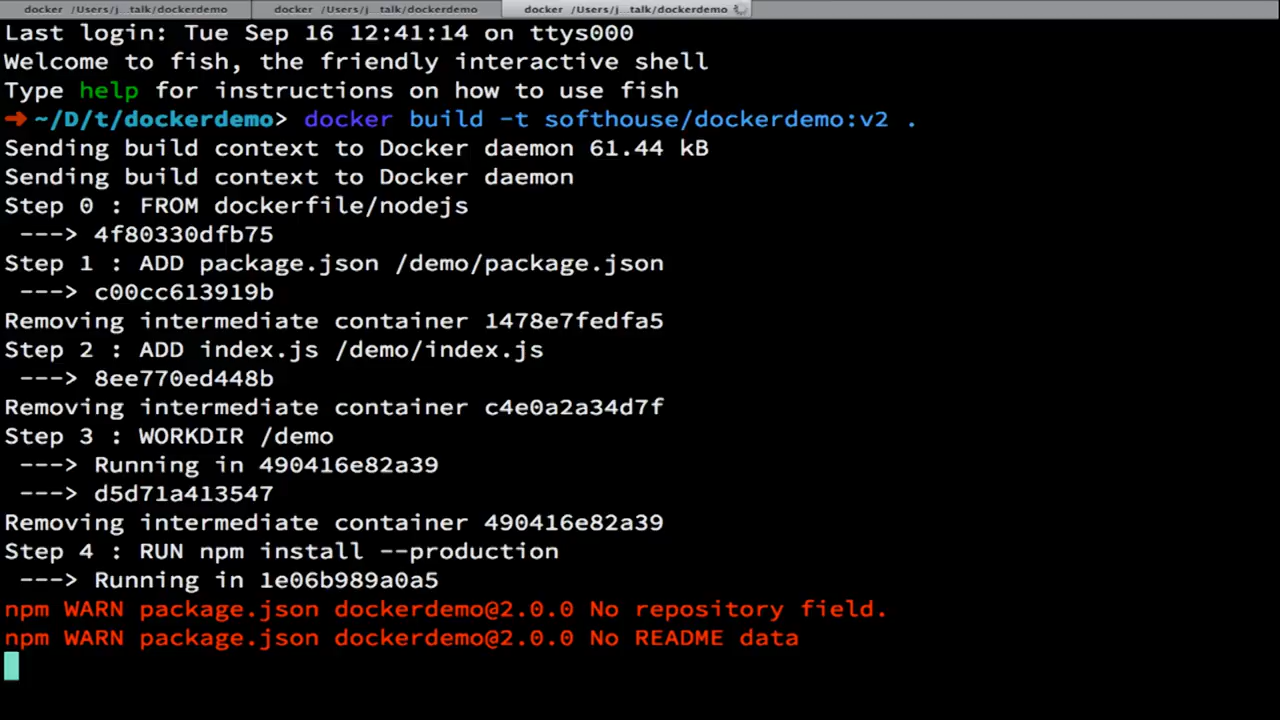 docker /Users/j...talk/dockerdemo
docker /Users/j...talk/dockerdemo
docker /Users/j...talk/dockerdemo
Last login: Tue Sep 16 12:41:14 on ttys000
Welcome to fish, the friendly interactive shell
Type help for instructions on how to use fish
➜ ~/D/t/dockerdemo> docker build -t softhouse/dockerdemo:v2 .
Sending build context to Docker daemon 61.44 kB
Sending build context to Docker daemon
Step 0 : FROM dockerfile/nodejs
 ---> 4f80330dfb75
Step 1 : ADD package.json /demo/package.json
 ---> c00cc613919b
Removing intermediate container 1478e7fedfa5
Step 2 : ADD index.js /demo/index.js
 ---> 8ee770ed448b
Removing intermediate container c4e0a2a34d7f
Step 3 : WORKDIR /demo
 ---> Running in 490416e82a39
 ---> d5d71a413547
Removing intermediate container 490416e82a39
Step 4 : RUN npm install --production
 ---> Running in 1e06b989a0a5
npm WARN package.json dockerdemo@2.0.0 No repository field.
npm WARN package.json dockerdemo@2.0.0 No README data